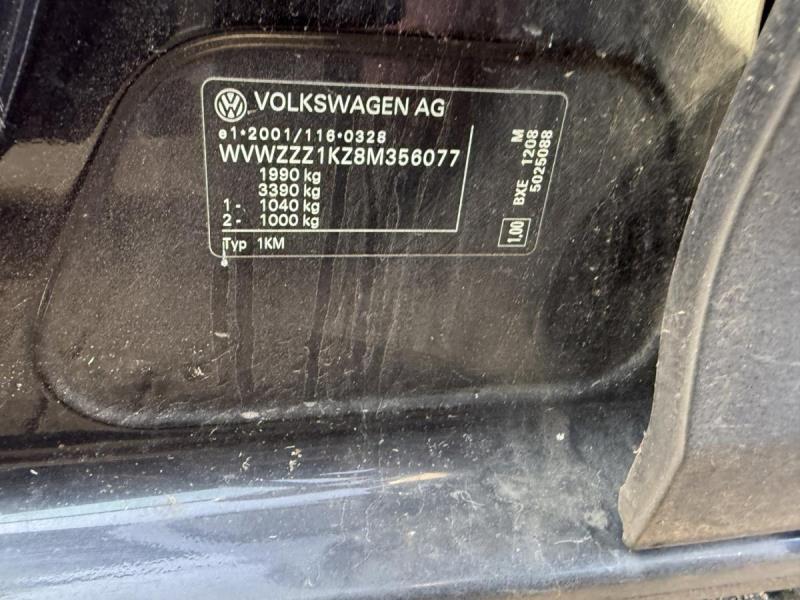 VOLKSWAGEN AG
e1*2001/116*0328
WVWZZZ1KZ8M356077
1990 kg
3390 kg
1- 1040 kg
2- 1000 kg
Typ 1KM
M
BXE 1208
5025088
1,00